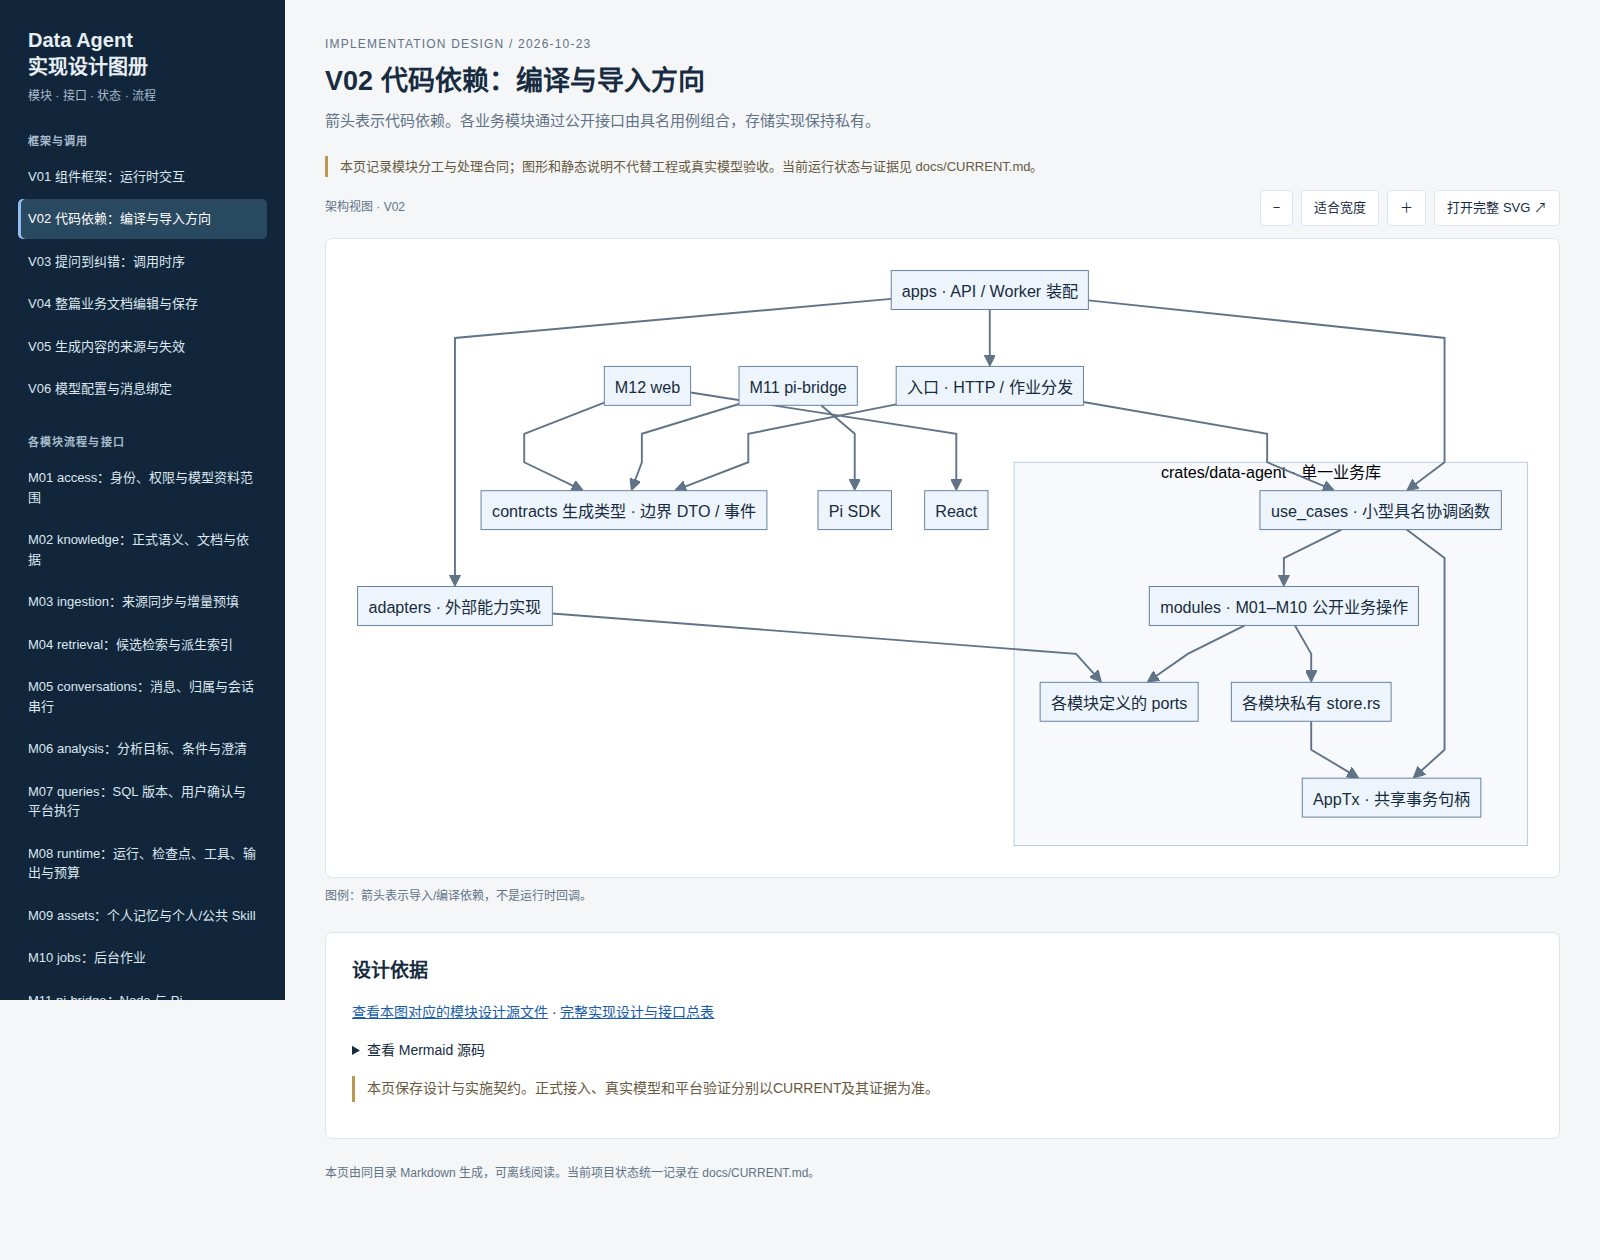 Data Agent
实现设计图册
模块 · 接口 · 状态 · 流程
框架与调用
V01 组件框架：运行时交互
V02 代码依赖：编译与导入方向
V03 提问到纠错：调用时序
V04 整篇业务文档编辑与保存
V05 生成内容的来源与失效
V06 模型配置与消息绑定
各模块流程与接口
M01 access：身份、权限与模型资料范
围
M02 knowledge：正式语义、文档与依
据
M03 ingestion：来源同步与增量预填
M04 retrieval：候选检索与派生索引
M05 conversations：消息、归属与会话
串行
M06 analysis：分析目标、条件与澄清
M07 queries：SQL 版本、用户确认与
平台执行
M08 runtime：运行、检查点、工具、输
出与预算
M09 assets：个人记忆与个人/公共 Skill
M10 jobs：后台作业
M11 pi-bridge：Node 与 Pi
IMPLEMENTATION DESIGN / 2026-10-23
V02 代码依赖：编译与导入方向
箭头表示代码依赖。各业务模块通过公开接口由具名用例组合，存储实现保持私有。
本页记录模块分工与处理合同；图形和静态说明不代替工程或真实模型验收。当前运行状态与证据见 docs/CURRENT.md。
架构视图 · V02
−
适合宽度
＋
打开完整 SVG ↗
apps · API / Worker 装配
M12 web
M11 pi-bridge
入口 · HTTP / 作业分发
crates/data-agent · 单一业务库
contracts 生成类型 · 边界 DTO / 事件
Pi SDK
React
use_cases · 小型具名协调函数
adapters · 外部能力实现
modules · M01–M10 公开业务操作
各模块定义的 ports
各模块私有 store.rs
AppTx · 共享事务句柄
图例：箭头表示导入/编译依赖，不是运行时回调。
设计依据
查看本图对应的模块设计源文件 · 完整实现设计与接口总表
▶ 查看 Mermaid 源码
本页保存设计与实施契约。正式接入、真实模型和平台验证分别以CURRENT及其证据为准。
本页由同目录 Markdown 生成，可离线阅读。当前项目状态统一记录在 docs/CURRENT.md。